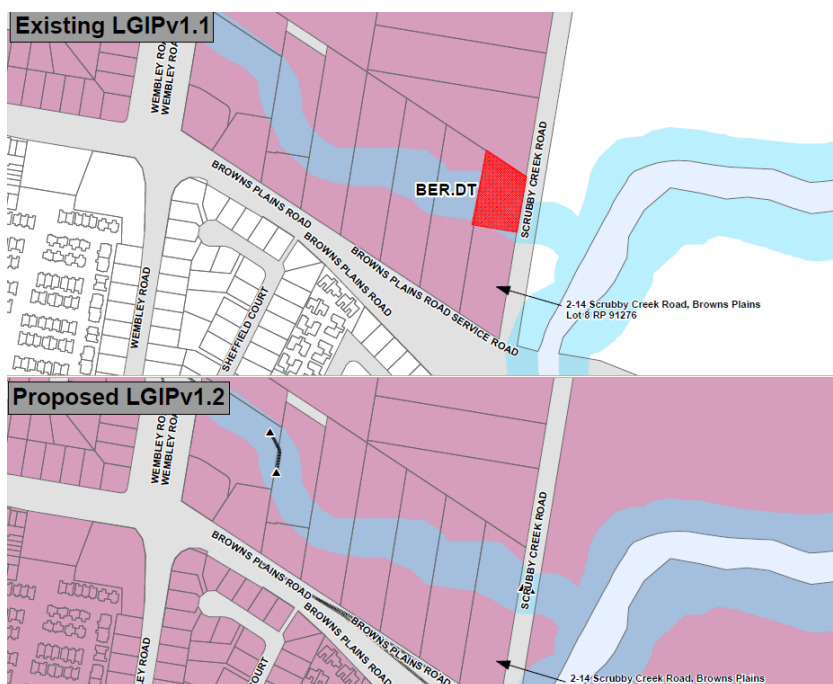 Existing LGIPv1.1
WEMBLEY ROAD
WEMBLEY ROAD
BROWNS PLAINS ROAD
BER.DT
SCRUBBY CREEK ROAD
BROWNS PLAINS ROAD
BROWNS PLAINS ROAD SERVICE ROAD
WEMBLEY ROAD
SHEFFIELD COURT
2-14 Scrubby Creek Road, Browns Plains
Lot 8 RP 91276
Proposed LGIPv1.2
WEMBLEY
WEMBLEY ROAD
SCRUBBY CREEK ROAD
BROWNS PLAINS ROAD
BROWNS PLAINS ROAD
BROWNS PLAINS ROAD
ROAD
COURT
2-14 Scrubby Creek Road, Browns Plains